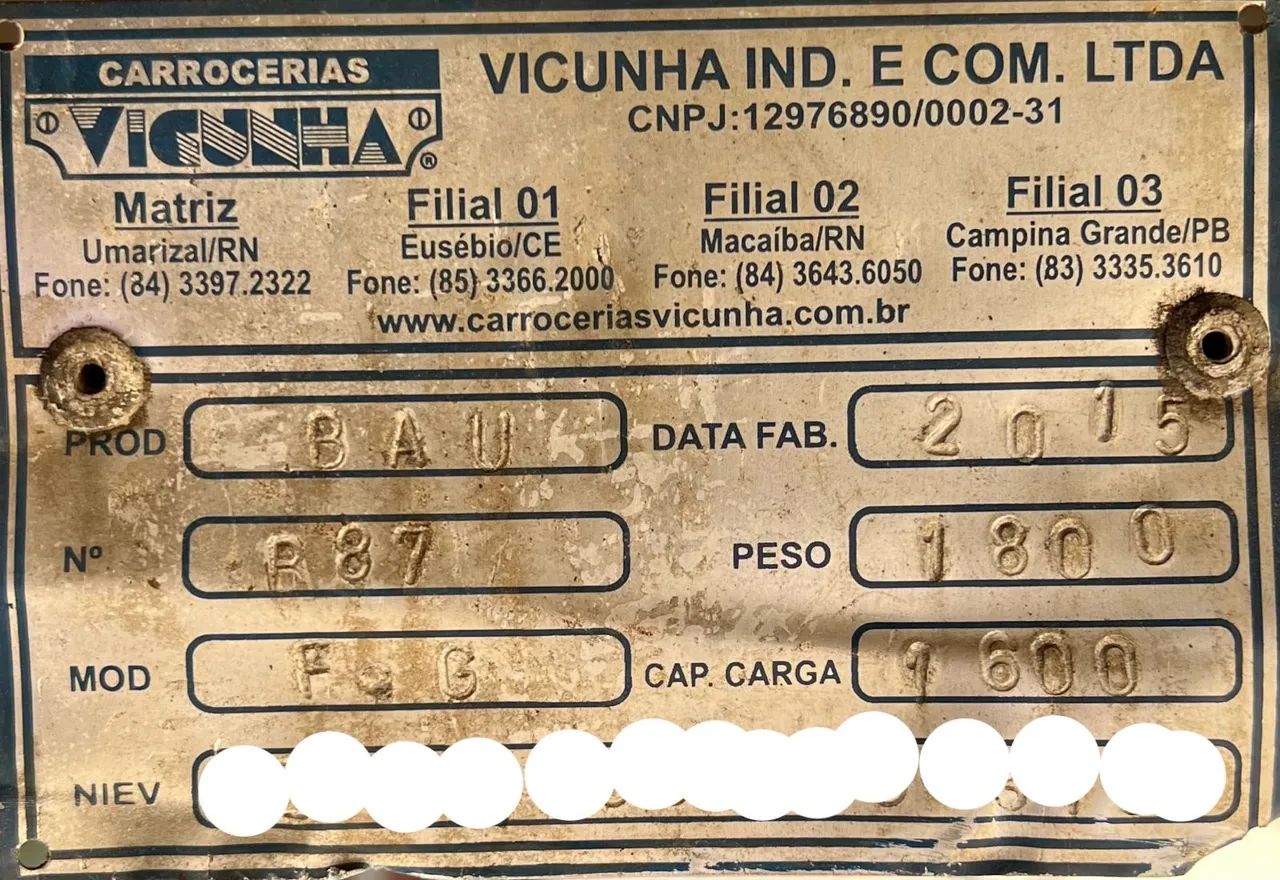 CARROCERIAS
VICUNHA
®
VICUNHA IND. E COM. LTDA
CNPJ:12976890/0002-31
Matriz
Umarizal/RN
Fone: (84) 3397.2322
Filial 01
Eusébio/CE
Fone: (85) 3366.2000
Filial 02
Macaíba/RN
Fone: (84) 3643.6050
Filial 03
Campina Grande/PB
Fone: (83) 3335.3610
www.carroceriasvicunha.com.br
PROD BAU DATA FAB. 2015
Nº R87 PESO 1800
MOD F.G CAP. CARGA 1600
NIEV